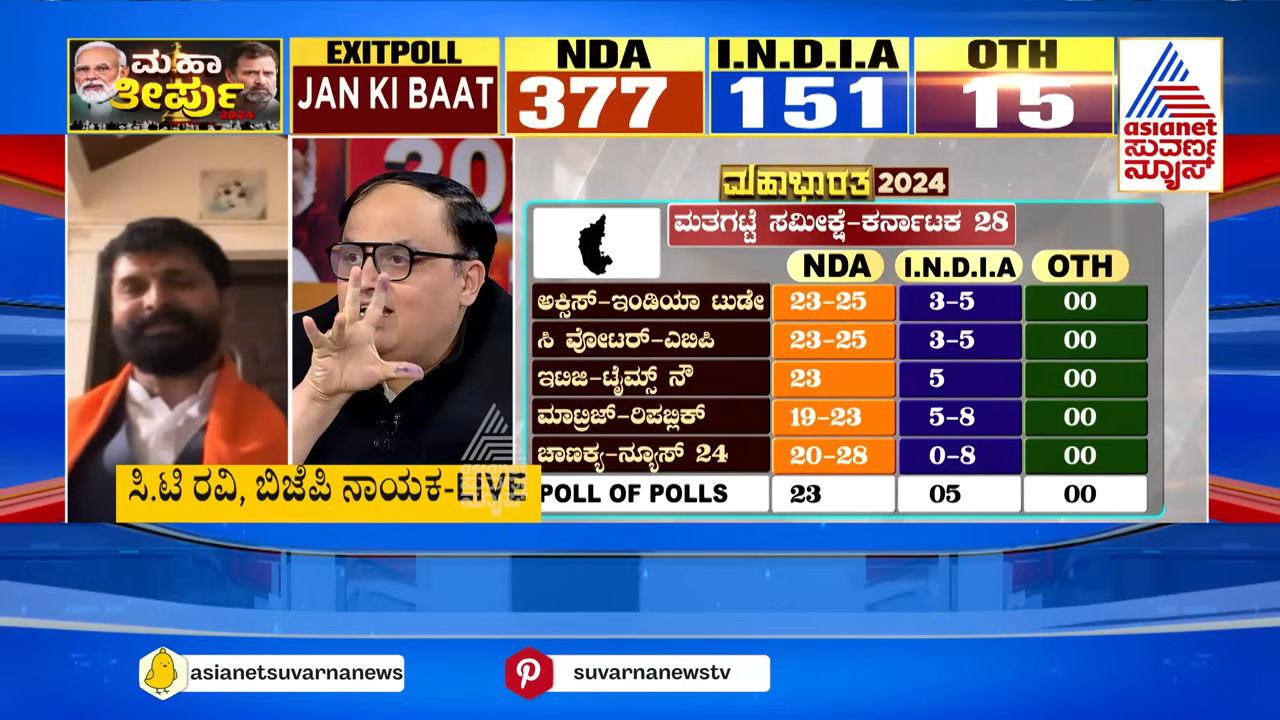 ಮಹಾ
ತೀರ್ಪು
2024
EXITPOLL
JAN KI BAAT
NDA
377
I.N.D.I.A
151
OTH
15
asianet
ಸುವರ್ಣ
ನ್ಯೂಸ್
ಮಹಾಭಾರತ 2024
ಮತಗಟ್ಟೆ ಸಮೀಕ್ಷೆ-ಕರ್ನಾಟಕ 28
NDA I.N.D.I.A OTH
ಅಕ್ಸಿಸ್-ಇಂಡಿಯಾ ಟುಡೇ 23-25 3-5 00
ಸಿ ವೋಟರ್-ಎಬಿಪಿ 23-25 3-5 00
ಇಟಿಜಿ-ಟೈಮ್ಸ್ ನೌ 23 5 00
ಮಾಟ್ರಿಜ್-ರಿಪಬ್ಲಿಕ್ 19-23 5-8 00
ಚಾಣಕ್ಯ-ನ್ಯೂಸ್ 24 20-28 0-8 00
POLL OF POLLS 23 05 00
ಸಿ.ಟಿ ರವಿ, ಬಿಜೆಪಿ ನಾಯಕ-LIVE
asianetsuvarnanews
suvarnanewstv